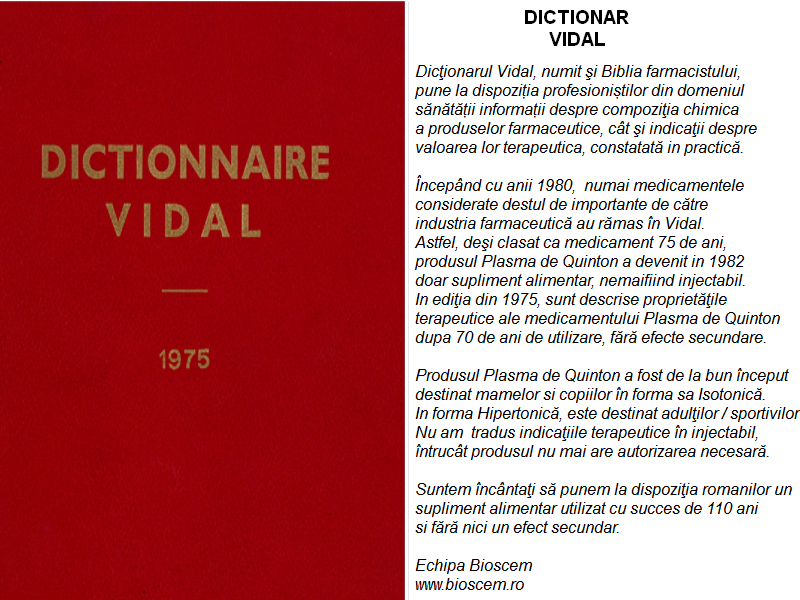 DICTIONNAIRE
VIDAL
1975
DICTIONAR
VIDAL
Dicţionarul Vidal, numit şi Biblia farmacistului,
pune la dispoziția profesioniștilor din domeniul
sănătății informații despre compoziţia chimica
a produselor farmaceutice, cât şi indicaţii despre
valoarea lor terapeutica, constatată in practică.
Începând cu anii 1980, numai medicamentele
considerate destul de importante de către
industria farmaceutică au rămas în Vidal.
Astfel, deşi clasat ca medicament 75 de ani,
produsul Plasma de Quinton a devenit in 1982
doar supliment alimentar, nemaifiind injectabil.
In ediţia din 1975, sunt descrise proprietăţile
terapeutice ale medicamentului Plasma de Quinton
dupa 70 de ani de utilizare, fără efecte secundare.
Produsul Plasma de Quinton a fost de la bun început
destinat mamelor si copiilor în forma sa Isotonică.
In forma Hipertonică, este destinat adulţilor / sportivilor
Nu am tradus indicaţiile terapeutice în injectabil,
întrucât produsul nu mai are autorizarea necesară.
Suntem încântaţi să punem la dispoziţia romanilor un
supliment alimentar utilizat cu succes de 110 ani
si fără nici un efect secundar.
Echipa Bioscem
www.bioscem.ro